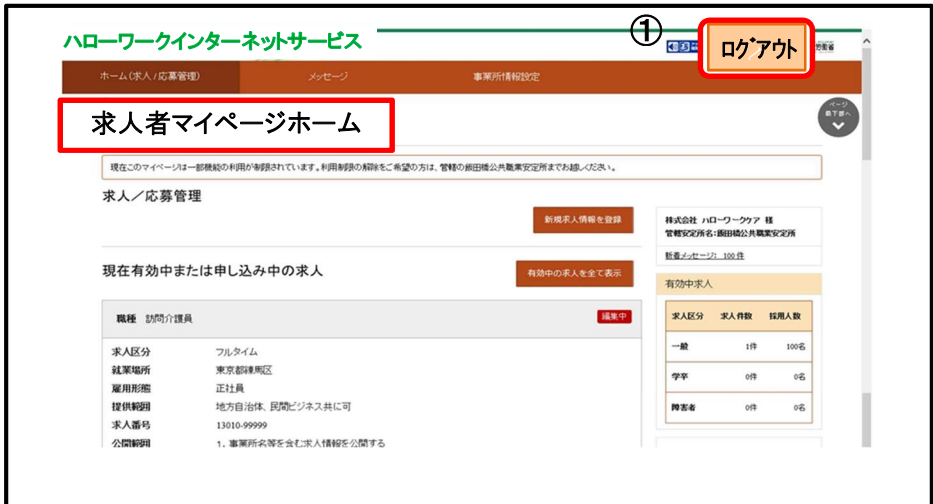 ①
ハローワークインターネットサービス
ログアウト
ホーム(求人/応募管理) メッセージ 事業所情報設定
求人者マイページホーム
ページ
最下部へ
現在このマイページは一部機能の利用が制限されています。利用制限の解除をご希望の方は、管轄の飯田橋公共職業安定所までお越しください。
求人／応募管理
新規求人情報を登録
株式会社 ハローワークケア 様
管轄安定所名:飯田橋公共職業安定所
新着メッセージ: 100件
現在有効中または申し込み中の求人
有効中の求人を全て表示
有効中求人
職種 訪問介護員
編集中
求人区分 求人件数 採用人数
一般 1件 100名
学卒 0件 0名
障害者 0件 0名
求人区分 フルタイム
就業場所 東京都練馬区
雇用形態 正社員
提供範囲 地方自治体、民間ビジネス共に可
求人番号 13010-99999
公開範囲 1. 事業所名等を含む求人情報を公開する